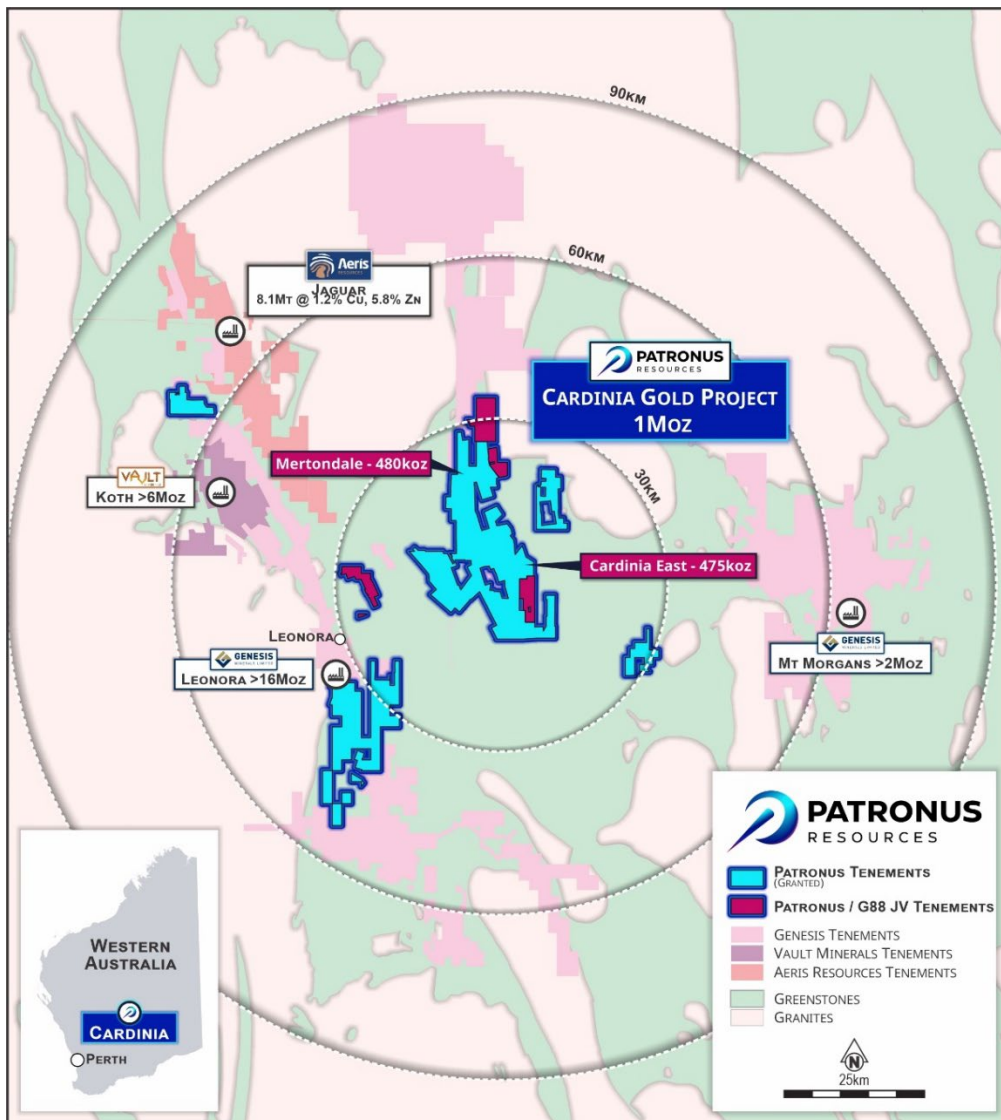 90KM
60KM
Aeris
RESOURCES
JAGUAR
8.1MT @ 1.2% CU, 5.8% ZN
PATRONUS
RESOURCES
CARDINIA GOLD PROJECT
1MOZ
30KM
Mertondale - 480koz
VAULT
KOTH >6MOZ
Cardinia East - 475koz
LEONORA
GENESIS
MINERALS LIMITED
LEONORA >16MOZ
GENESIS
MINERALS LIMITED
MT MORGANS >2MOZ
PATRONUS
RESOURCES
PATRONUS TENEMENTS
(GRANTED)
PATRONUS / G88 JV TENEMENTS
GENESIS TENEMENTS
VAULT MINERALS TENEMENTS
AERIS RESOURCES TENEMENTS
GREENSTONES
GRANITES
N
25km
WESTERN
AUSTRALIA
CARDINIA
PERTH